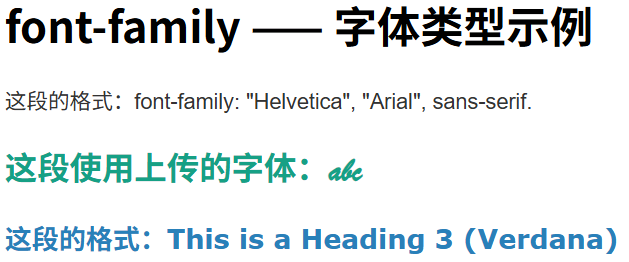 font-family —— 字体类型示例
这段的格式：font-family: "Helvetica", "Arial", sans-serif.
这段使用上传的字体：abc
这段的格式：This is a Heading 3 (Verdana)